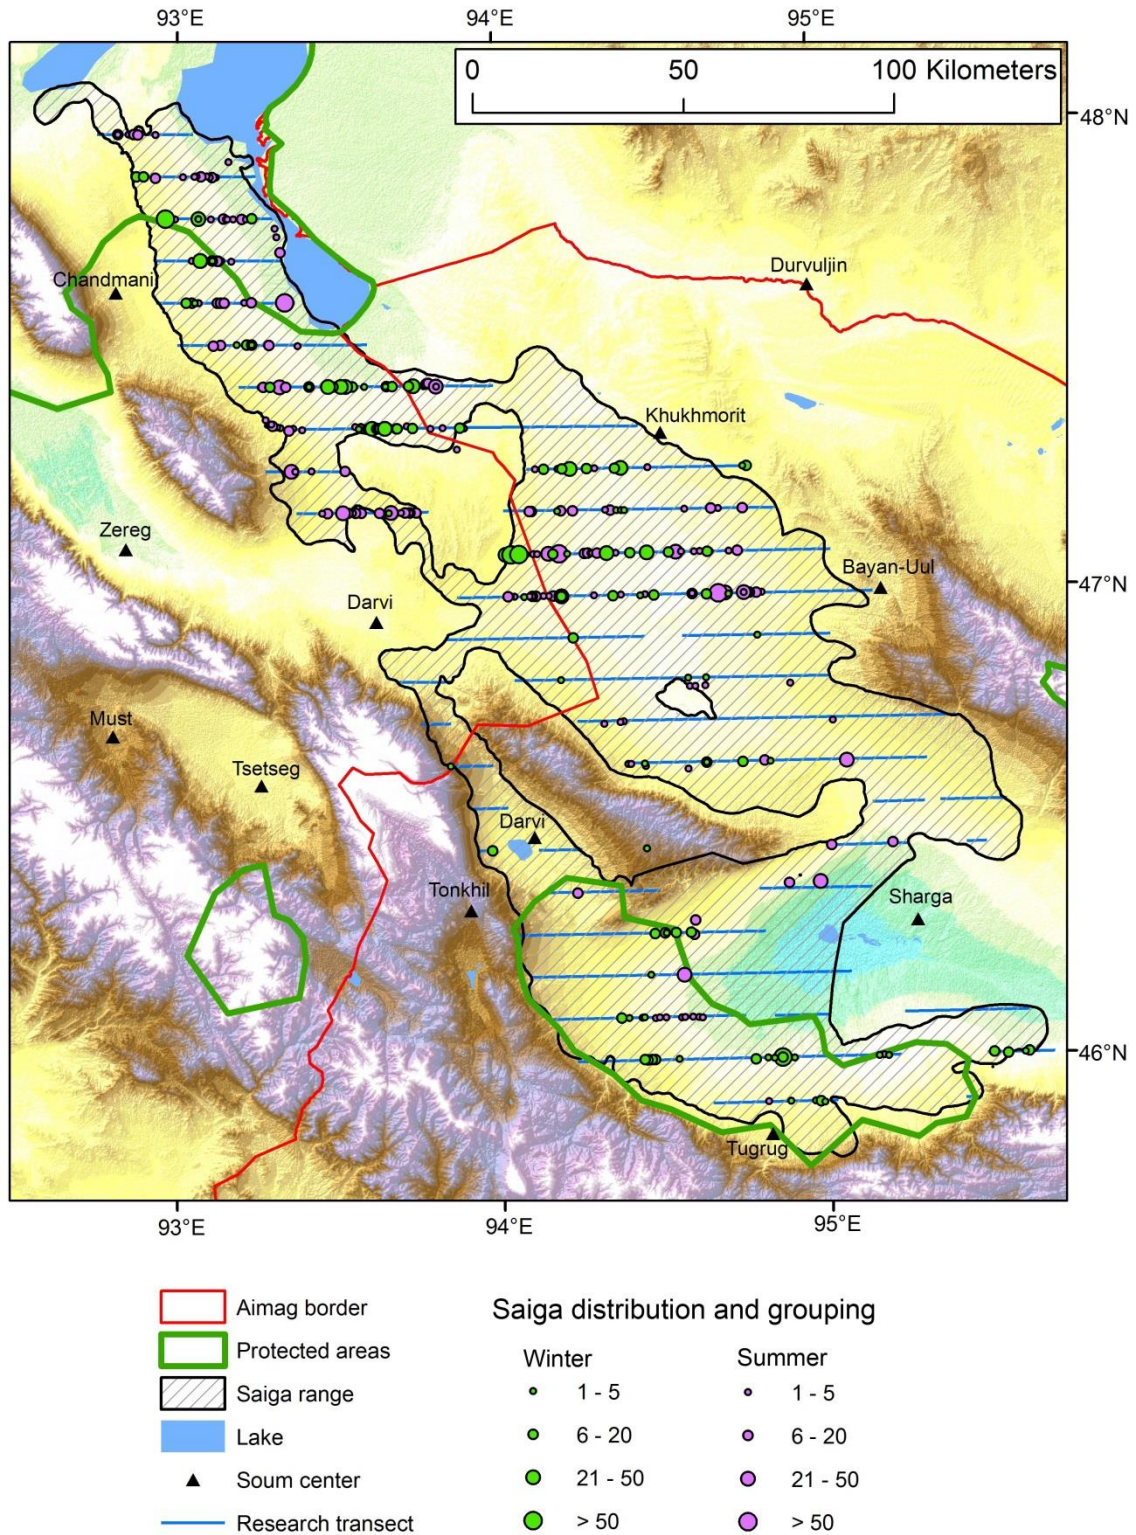 93°E 94°E 95°E
0 50 100 Kilometers
48°N
Durvuljin
Chandmani
Khukhmorit
Zereg
47°N
Bayan-Uul
Darvi
Must
Tsetseg
Darvi
Tonkhil
Sharga
46°N
Tugrug
93°E 94°E 95°E
Aimag border
Protected areas
Saiga range
Lake
Soum center
Research transect
Saiga distribution and grouping
Winter Summer
1 - 5 1 - 5
6 - 20 6 - 20
21 - 50 21 - 50
> 50 > 50